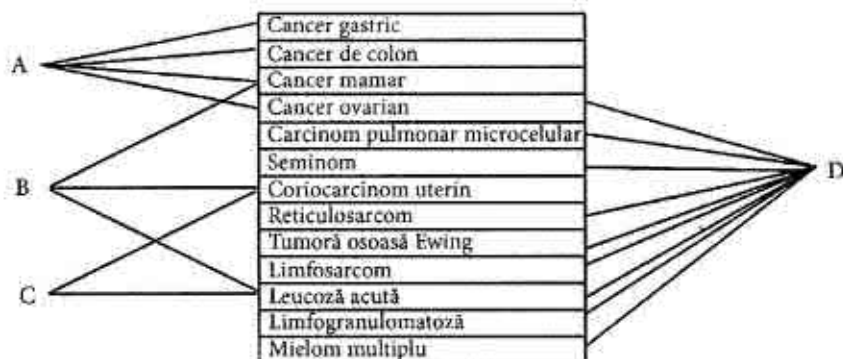 Cancer gastric
Cancer de colon
A
Cancer mamar
Cancer ovarian
Carcinom pulmonar microcelular
Seminom
D
B
Coriocarcinom uterin
Reticulosarcom
Tumoră osoasă Ewing
Limfosarcom
C
Leucoză acută
Limfogranulomatoză
Mielom multiplu